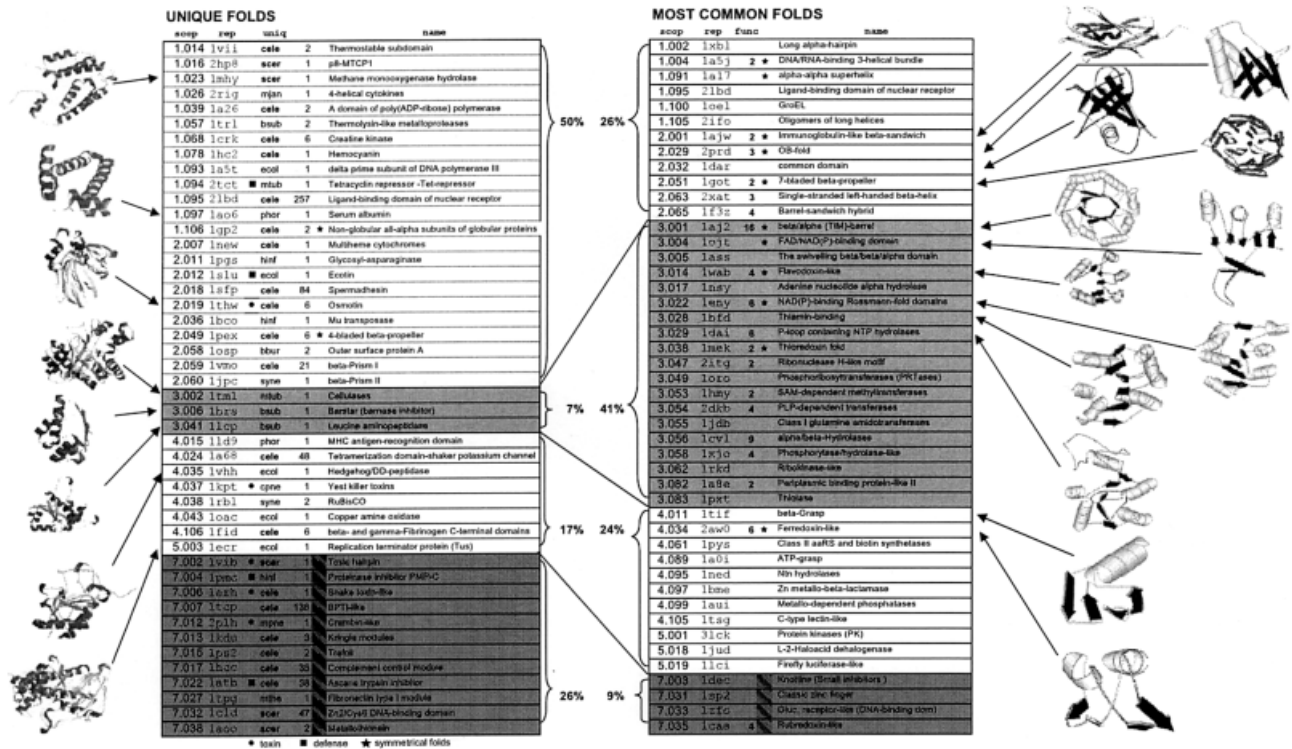 UNIQUE FOLDS
scop rep uniq name
1.014 1vii cele 2 Thermostable subdomain
1.016 2hp8 scer 1 p8-MTCP1
1.023 1mhy scer 1 Methane monooxygenase hydrolase
1.026 2rig mjan 1 4-helical cytokines
1.039 1a26 cele 2 A domain of poly(ADP-ribose) polymerase
1.057 1trl bsub 2 Thermolysin-like metalloproteases
1.068 1crk cele 6 Creatine kinase
1.078 1hc2 cele 1 Hemocyanin
1.093 1a5t ecol 1 delta prime subunit of DNA polymerase III
1.094 2tct ■ mtub 1 Tetracyclin repressor -Tet-repressor
1.095 2lbd cele 257 Ligand-binding domain of nuclear receptor
1.097 1ao6 phor 1 Serum albumin
1.106 1gp2 cele 2 ★ Non-globular all-alpha subunits of globular proteins
2.007 1new cele 1 Multiheme cytochromes
2.011 1pgs hinf 1 Glycosyl-asparaginase
2.012 1slu ■ ecol 1 Ecotin
2.018 1sfp cele 84 Spermadhesin
2.019 1thw • cele 6 Osmotin
2.036 1bco hinf 1 Mu transposase
2.049 1pex cele 6 ★ 4-bladed beta-propeller
2.058 1osp bbur 2 Outer surface protein A
2.059 1vmo cele 21 beta-Prism I
2.060 1jpc syne 1 beta-Prism II
3.002 1tml mtub 1 Cellulases
3.006 1brs bsub 1 Barstar (barnase inhibitor)
3.041 1lcp bsub 1 Leucine aminopeptidase
4.015 1ld9 phor 1 MHC antigen-recognition domain
4.024 1a68 cele 48 Tetramerization domain-shaker potassium channel
4.035 1vhh ecol 1 Hedgehog/DD-peptidase
4.037 1kpt • cpne 1 Yest killer toxins
4.038 1rbl syne 2 RuBisCO
4.043 1oac ecol 1 Copper amine oxidase
4.106 1fid cele 6 beta- and gamma-Fibrinogen C-terminal domains
5.003 1ecr ecol 1 Replication terminator protein (Tus)
7.002 1vib • scer 1 Toxic hairpin
7.004 1pmc ■ hinf 1 Proteinase inhibitor PMP-C
7.006 • cele 1 Snake toxin-like
7.007 1tcp cele BPTI-like
7.012 2plh • 1 Crambin-like
7.013 1kdu cele 3 Kringle modules
7.015 1ps2 cele 2 Trefoil
7.017 1hcc cele Complement control module
7.022 1atb ■ cele Ascaris trypsin inhibitor
7.027 1tpg 1 Fibronectin type I module
7.032 1cld scer 47 Zn2/Cys6 DNA-binding domain
7.038 1aoo scer 2 Metallothionein
• toxin ■ defense ★ symmetrical folds
50%
7%
17%
26%
MOST COMMON FOLDS
scop rep func name
1.002 1xbl Long alpha-hairpin
1.004 1a5j 2 ★ DNA/RNA-binding 3-helical bundle
1.091 1a17 ★ alpha-alpha superhelix
1.095 2lbd Ligand-binding domain of nuclear receptor
1.100 1oel GroEL
1.105 2ifo Oligomers of long helices
2.001 1ajw 2 ★ Immunoglobulin-like beta-sandwich
2.029 2prd 3 ★ OB-fold
2.032 1dar common domain
2.051 1got 2 ★ 7-bladed beta-propeller
2.063 2xat 3 Single-stranded left-handed beta-helix
2.065 1f3z 4 Barrel-sandwich hybrid
3.001 1aj2 16 ★ beta/alpha (TIM)-barrel
3.004 1ojt ★ FAD/NAD(P)-binding domain
3.005 1ass The swivelling beta/beta/alpha domain
3.014 1wab 4 ★ Flavodoxin-like
3.017 1nsy Adenine nucleotide alpha hydrolase
3.022 1eny 6 ★ NAD(P)-binding Rossmann-fold domains
3.028 1bfd Thiamin-binding
3.029 1dai 6 P-loop containing NTP hydrolases
3.038 1mek 2 ★ Thioredoxin fold
3.047 2itg 2 Ribonuclease H-like motif
3.049 1oro Phosphoribosyltransferases (PRTases)
3.053 1hmy 2 SAM-dependent methyltransferases
3.054 2dkb 4 PLP-dependent transferases
3.055 1jdb Class I glutamine amidotransferases
3.056 1cvl 9 alpha/beta-Hydrolases
3.058 1xjo 4 Phosphorylase/hydrolase-like
3.062 1rkd Ribokinase-like
3.082 1a8e 2 Periplasmic binding protein-like II
3.083 1pxt Thiolase
4.011 1tif beta-Grasp
4.034 2aw0 6 ★ Ferredoxin-like
4.061 1pys Class II aaRS and biotin synthetases
4.089 1a0i ATP-grasp
4.095 1ned Ntn hydrolases
4.097 1bme Zn metallo-beta-lactamase
4.099 1aui Metallo-dependent phosphatases
4.105 1tsg C-type lectin-like
5.001 3lck Protein kinases (PK)
5.018 1jud L-2-Haloacid dehalogenase
5.019 1lci Firefly luciferase-like
7.003 1dec Knottins (Small inhibitors )
7.031 1sp2 Classic zinc finger
7.033 1zfo Gluc. receptor-like (DNA-binding dom)
7.035 1caa 4 Rubredoxin-like
26%
41%
24%
9%